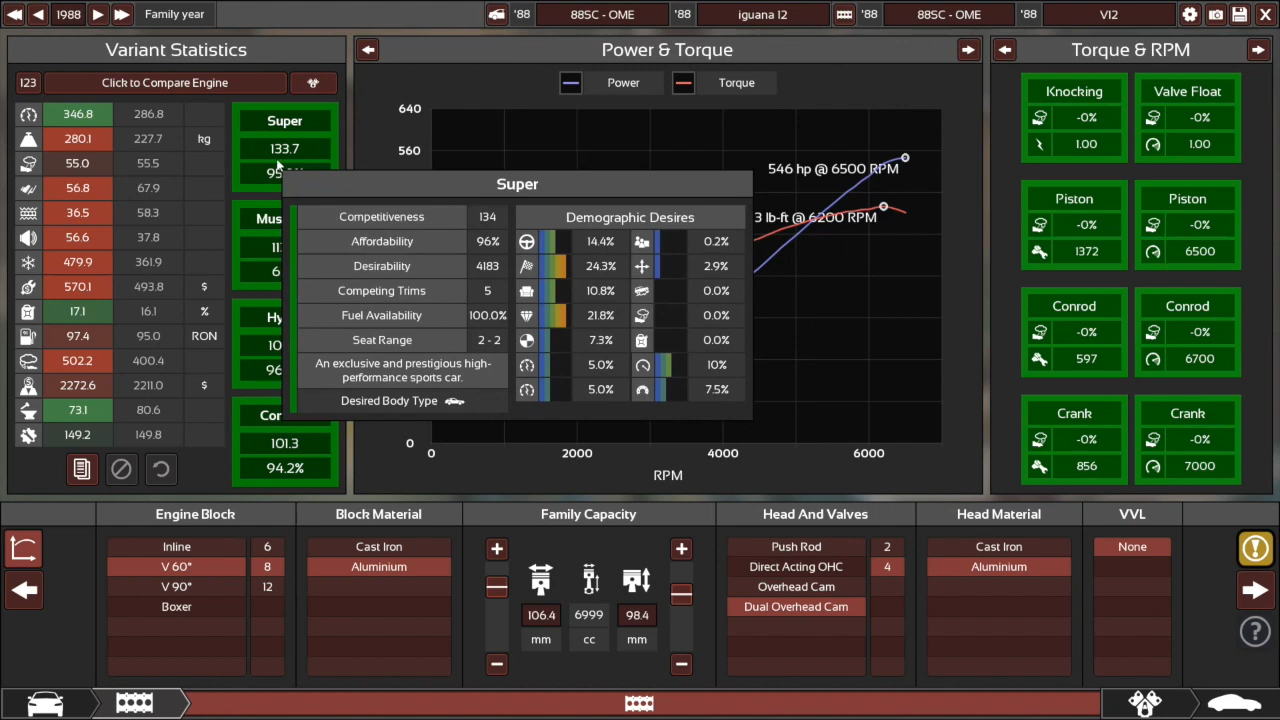 1988
Family year
'88
88SC - OME
'88
iguana I2
'88
88SC - OME
'88
V12
Variant Statistics
Power & Torque
Torque & RPM
123
Click to Compare Engine
Power
Torque
346.8 286.8
280.1 227.7 kg
55.0 55.5
56.8 67.9
36.5 58.3
56.6 37.8
479.9 361.9
570.1 493.8 $
17.1 16.1 %
97.4 95.0 RON
502.2 400.4
2272.6 2211.0 $
73.1 80.6
149.2 149.8
Super
133.7
Mus
Hy
96
Co
101.3
94.2%
640
560
0
546 hp @ 6500 RPM
3 lb-ft @ 6200 RPM
0 2000 4000 6000
RPM
Super
Competitiveness 134
Affordability 96%
Desirability 4183
Competing Trims 5
Fuel Availability 100.0%
Seat Range 2 - 2
An exclusive and prestigious high-
performance sports car.
Desired Body Type
Demographic Desires
14.4% 0.2%
24.3% 2.9%
10.8% 0.0%
21.8% 0.0%
7.3% 0.0%
5.0% 10%
5.0% 7.5%
Knocking
-0%
1.00
Valve Float
-0%
1.00
Piston
-0%
1372
Piston
-0%
6500
Conrod
-0%
597
Conrod
-0%
6700
Crank
-0%
856
Crank
-0%
7000
Engine Block
Inline 6
V 60° 8
V 90° 12
Boxer
Block Material
Cast Iron
Aluminium
Family Capacity
106.4 6999 98.4
mm cc mm
Head And Valves
Push Rod 2
Direct Acting OHC 4
Overhead Cam
Dual Overhead Cam
Head Material
Cast Iron
Aluminium
VVL
None